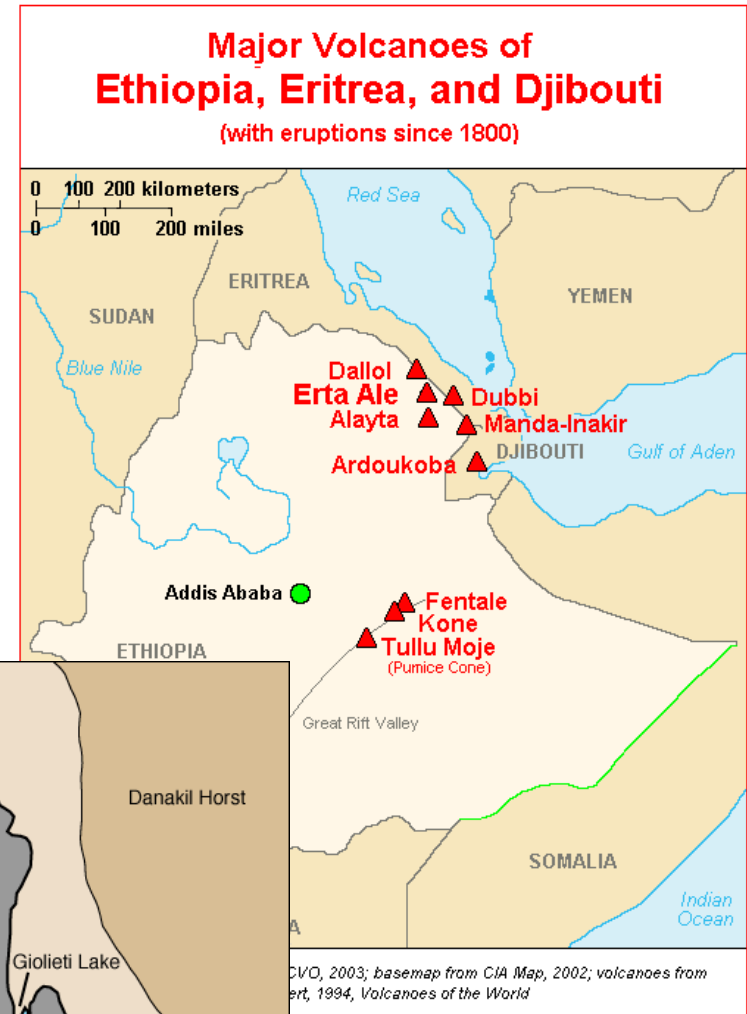 Major Volcanoes of
Ethiopia, Eritrea, and Djibouti
(with eruptions since 1800)
0 100 200 kilometers
0 100 200 miles
Red Sea
ERITREA
YEMEN
SUDAN
Blue Nile
Dallol
Erta Ale
Dubbi
Alayta
Manda-Inakir
DJIBOUTI
Gulf of Aden
Ardoukoba
Addis Ababa
Fentale
Kone
ETHIOPIA
Tullu Moje
(Pumice Cone)
Great Rift Valley
Danakil Horst
SOMALIA
Indian
Ocean
A
Giolieti Lake
CVO, 2003; basemap from CIA Map, 2002; volcanoes from
ert, 1994, Volcanoes of the World